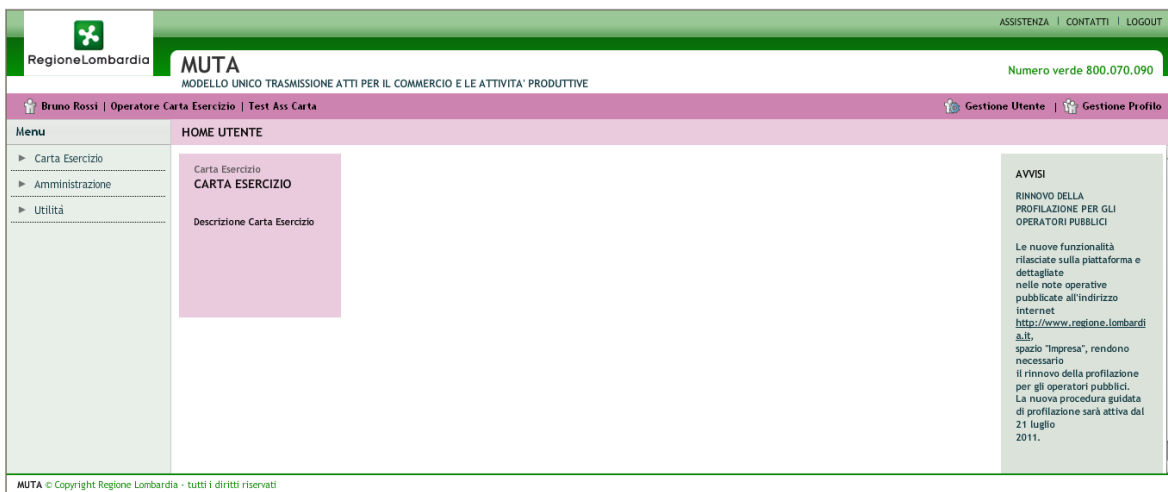 ASSISTENZA | CONTATTI | LOGOUT
RegioneLombardia
MUTA
MODELLO UNICO TRASMISSIONE ATTI PER IL COMMERCIO E LE ATTIVITA' PRODUTTIVE
Numero verde 800.070.090
Bruno Rossi | Operatore Carta Esercizio | Test Ass Carta
Gestione Utente | Gestione Profilo
Menu
HOME UTENTE
Carta Esercizio
Amministrazione
Utilità
Carta Esercizio
CARTA ESERCIZIO
Descrizione Carta Esercizio
AVVISI
RINNOVO DELLA
PROFILAZIONE PER GLI
OPERATORI PUBBLICI
Le nuove funzionalità
rilasciate sulla piattaforma e
dettagliate
nelle note operative
pubblicate all'indirizzo
internet
http://www.regione.lombardi
a.it,
spazio "Impresa", rendono
necessario
il rinnovo della profilazione
per gli operatori pubblici.
La nuova procedura guidata
di profilazione sarà attiva dal
21 luglio
2011.
MUTA © Copyright Regione Lombardia - tutti i diritti riservati